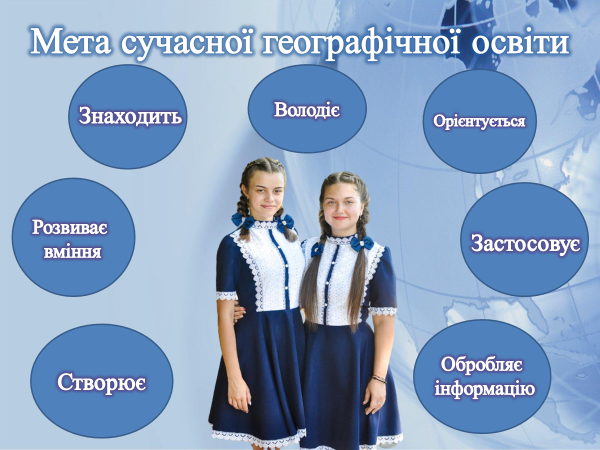 Мета сучасної географічної освіти
Знаходить
Володіє
Орієнтується
Розвиває
вміння
Застосовує
Створює
Обробляє
інформацію